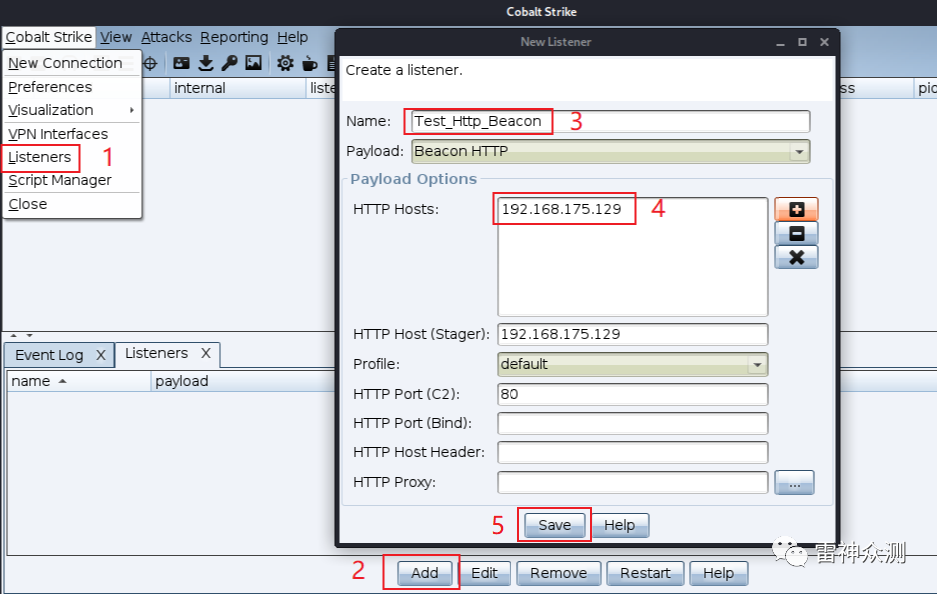 Cobalt Strike
Cobalt Strike View Attacks Reporting Help
New Connection
Preferences
Visualization
VPN Interfaces
Listeners 1
Script Manager
Close
internal
liste
ss
pid
New Listener
Create a listener.
Name: Test_Http_Beacon 3
Payload: Beacon HTTP
Payload Options
HTTP Hosts: 192.168.175.129 4
HTTP Host (Stager): 192.168.175.129
Profile: default
HTTP Port (C2): 80
HTTP Port (Bind):
HTTP Host Header:
HTTP Proxy: ...
5 Save Help
Event Log X Listeners X
name payload
2 Add Edit Remove Restart Help
雷神众测